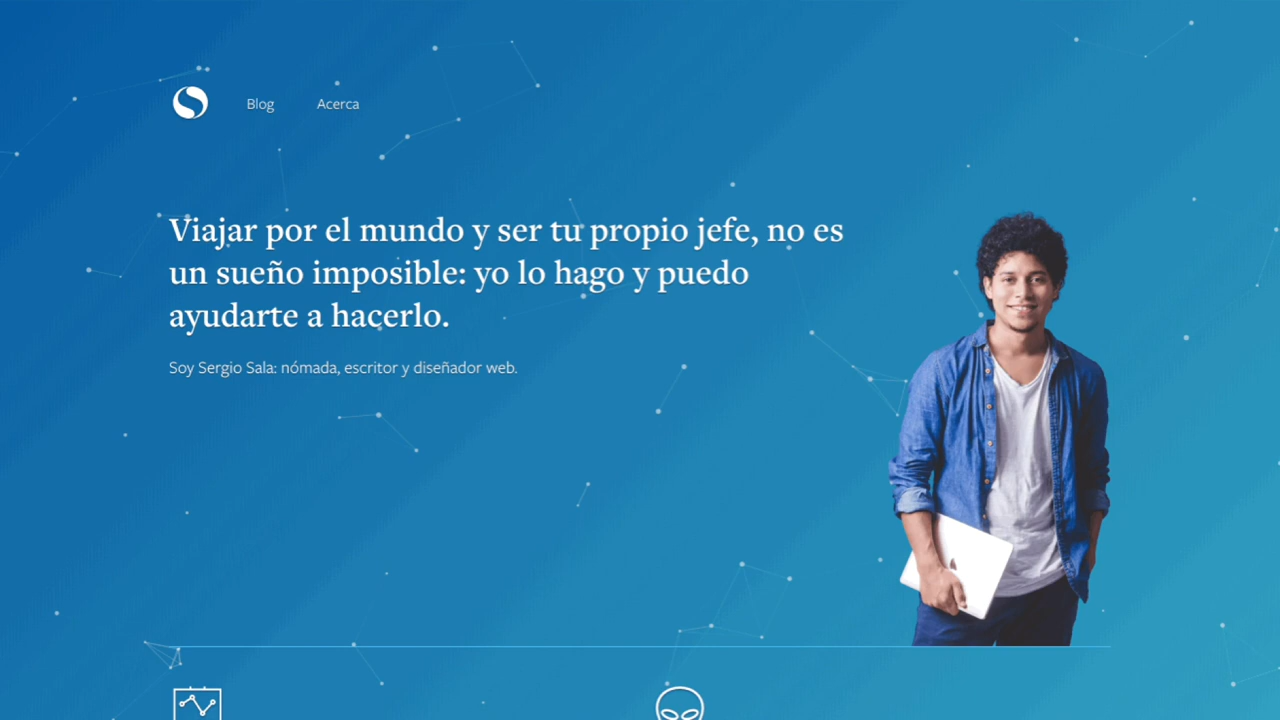 Blog
Acerca
Viajar por el mundo y ser tu propio jefe, no es
un sueño imposible: yo lo hago y puedo
ayudarte a hacerlo.
Soy Sergio Sala: nómada, escritor y diseñador web.